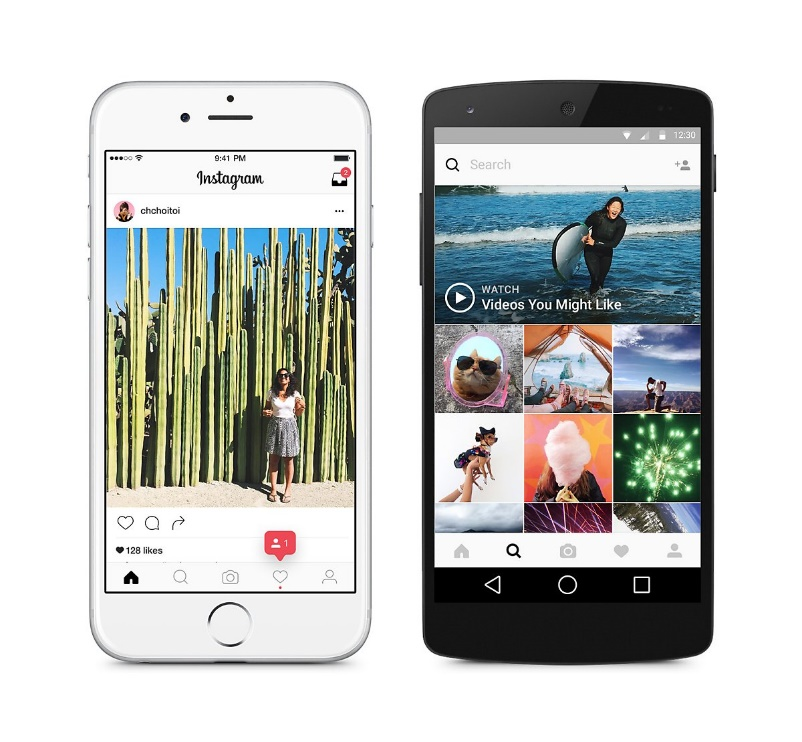 9:41 PM
Instagram
2
chchoitoi
128 likes
1
12:30
Search
WATCH
Videos You Might Like